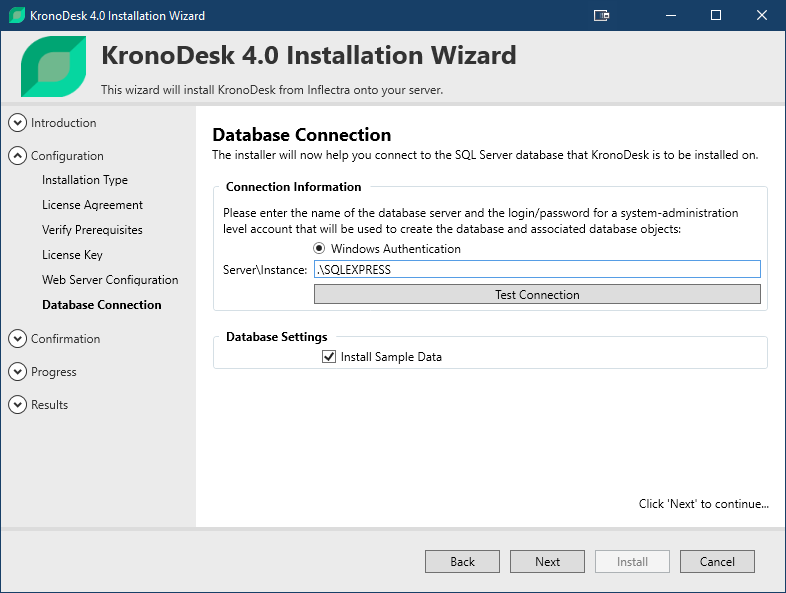 KronoDesk 4.0 Installation Wizard
KronoDesk 4.0 Installation Wizard
This wizard will install KronoDesk from Inflectra onto your server.
Introduction
Configuration
Installation Type
License Agreement
Verify Prerequisites
License Key
Web Server Configuration
Database Connection
Confirmation
Progress
Results
Database Connection
The installer will now help you connect to the SQL Server database that KronoDesk is to be installed on.
Connection Information
Please enter the name of the database server and the login/password for a system-administration
level account that will be used to create the database and associated database objects:
Windows Authentication
Server\Instance: .\SQLEXPRESS
Test Connection
Database Settings
Install Sample Data
Click 'Next' to continue...
Back Next Install Cancel